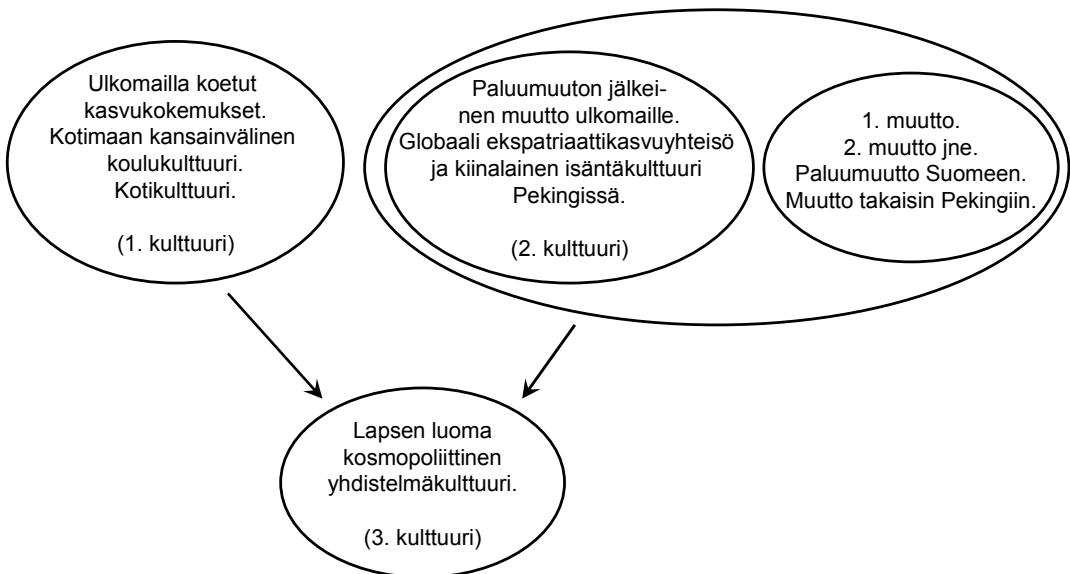 Ulkomailla koetut
kasvukokemukset.
Kotimaan kansainvälinen
koulukulttuuri.
Kotikulttuuri.
(1. kulttuuri)
Paluumuuton jälkei-
nen muutto ulkomaille.
Globaali ekspatriaattikasvuyhteisö
ja kiinalainen isäntäkulttuuri
Pekingissä.
(2. kulttuuri)
1. muutto.
2. muutto jne.
Paluumuutto Suomeen.
Muutto takaisin Pekingiin.
Lapsen luoma
kosmopoliittinen
yhdistelmäkulttuuri.
(3. kulttuuri)